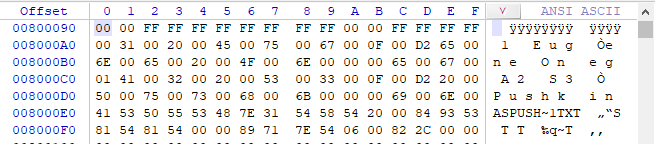 Offset 0 1 2 3 4 5 6 7 8 9 A B C D E F ANSI ASCII
00800090 00 00 FF FF FF FF FF FF FF FF 00 00 FF FF FF FF ÿÿÿÿÿÿÿÿ ÿÿÿÿ
008000A0 00 31 00 20 00 45 00 75 00 67 00 0F 00 D2 65 00 1 Eug Òe
008000B0 6E 00 65 00 20 00 4F 00 6E 00 00 00 65 00 67 00 ne On eg
008000C0 01 41 00 32 00 20 00 53 00 33 00 0F 00 D2 20 00 A 2 S 3 Ò
008000D0 50 00 75 00 73 00 68 00 6B 00 00 00 69 00 6E 00 Pushk in
008000E0 41 53 50 55 53 48 7E 31 54 58 54 20 00 84 93 53 ASPUSH~1TXT „“S
008000F0 81 54 81 54 00 00 89 71 7E 54 06 00 82 2C 00 00 T T ‰q~T ‚,